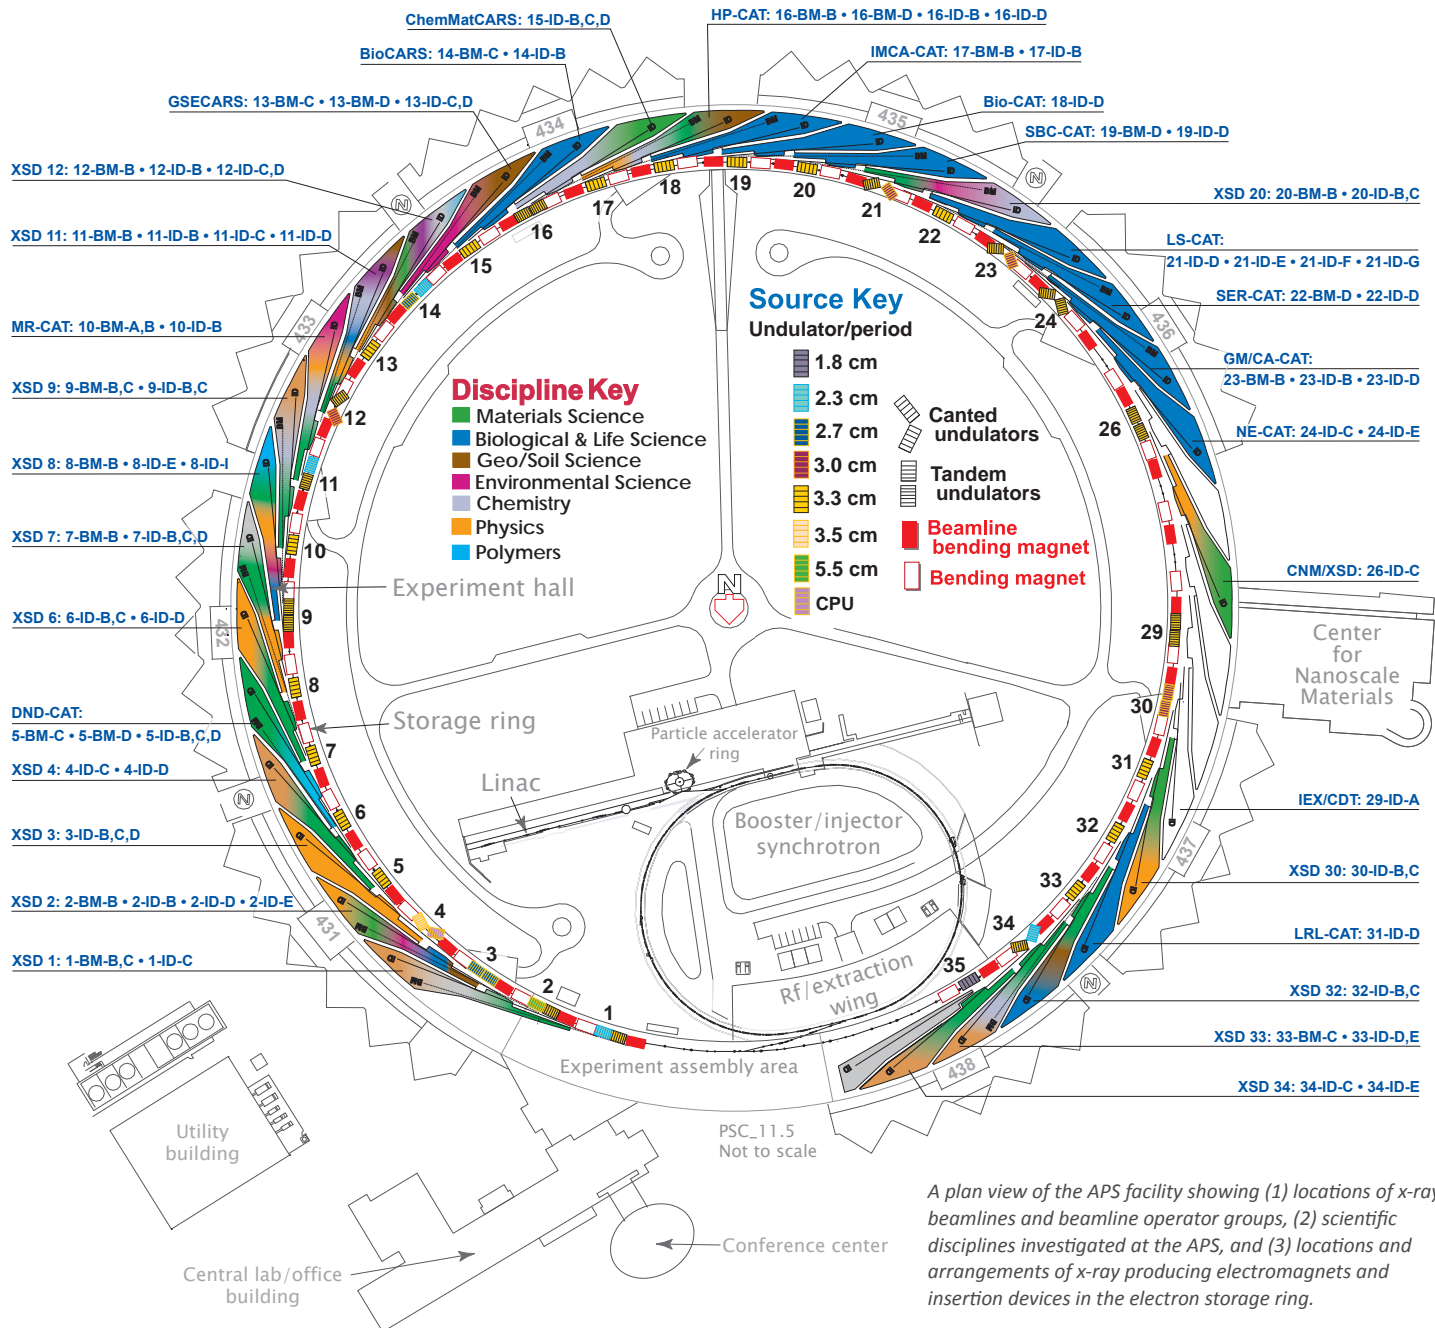 ChemMatCARS: 15-ID-B,C,D
HP-CAT: 16-BM-B • 16-BM-D • 16-ID-B • 16-ID-D
BioCARS: 14-BM-C • 14-ID-B
IMCA-CAT: 17-BM-B • 17-ID-B
GSECARS: 13-BM-C • 13-BM-D • 13-ID-C,D
Bio-CAT: 18-ID-D
SBC-CAT: 19-BM-D • 19-ID-D
XSD 12: 12-BM-B • 12-ID-B • 12-ID-C,D
XSD 20: 20-BM-B • 20-ID-B,C
XSD 11: 11-BM-B • 11-ID-B • 11-ID-C • 11-ID-D
LS-CAT:
21-ID-D • 21-ID-E • 21-ID-F • 21-ID-G
SER-CAT: 22-BM-D • 22-ID-D
MR-CAT: 10-BM-A,B • 10-ID-B
GM/CA-CAT:
23-BM-B • 23-ID-B • 23-ID-D
XSD 9: 9-BM-B,C • 9-ID-B,C
NE-CAT: 24-ID-C • 24-ID-E
XSD 8: 8-BM-B • 8-ID-E • 8-ID-I
XSD 7: 7-BM-B • 7-ID-B,C,D
CNM/XSD: 26-ID-C
XSD 6: 6-ID-B,C • 6-ID-D
DND-CAT:
5-BM-C • 5-BM-D • 5-ID-B,C,D
XSD 4: 4-ID-C • 4-ID-D
IEX/CDT: 29-ID-A
XSD 3: 3-ID-B,C,D
XSD 30: 30-ID-B,C
XSD 2: 2-BM-B • 2-ID-B • 2-ID-D • 2-ID-E
LRL-CAT: 31-ID-D
XSD 1: 1-BM-B,C • 1-ID-C
XSD 32: 32-ID-B,C
XSD 33: 33-BM-C • 33-ID-D,E
XSD 34: 34-ID-C • 34-ID-E
431
432
433
434
435
436
437
438
N
N
N
N
N
1
2
3
4
5
6
7
8
9
10
11
12
13
14
15
16
17
18
19
20
21
22
23
24
26
29
30
31
32
33
34
35
Discipline Key
Materials Science
Biological & Life Science
Geo/Soil Science
Environmental Science
Chemistry
Physics
Polymers
Source Key
Undulator/period
1.8 cm
2.3 cm
2.7 cm
3.0 cm
3.3 cm
3.5 cm
5.5 cm
CPU
Canted
undulators
Tandem
undulators
Beamline
bending magnet
Bending magnet
Experiment hall
Storage ring
Linac
Particle accelerator
ring
Booster/injector
synchrotron
Rf/extraction
wing
Center
for
Nanoscale
Materials
Experiment assembly area
PSC_11.5
Not to scale
Utility
building
Conference center
Central lab/office
building
A plan view of the APS facility showing (1) locations of x-ray
beamlines and beamline operator groups, (2) scientific
disciplines investigated at the APS, and (3) locations and
arrangements of x-ray producing electromagnets and
insertion devices in the electron storage ring.